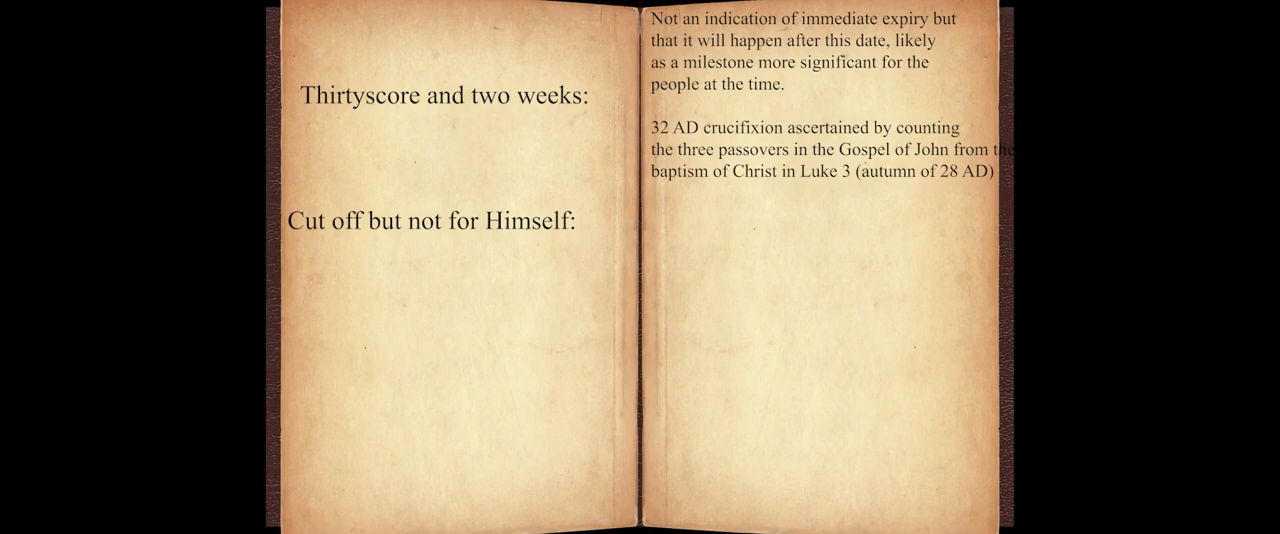 Thirtyscore and two weeks:
Cut off but not for Himself:
Not an indication of immediate expiry but
that it will happen after this date, likely
as a milestone more significant for the
people at the time.
32 AD crucifixion ascertained by counting
the three passovers in the Gospel of John from the
baptism of Christ in Luke 3 (autumn of 28 AD)